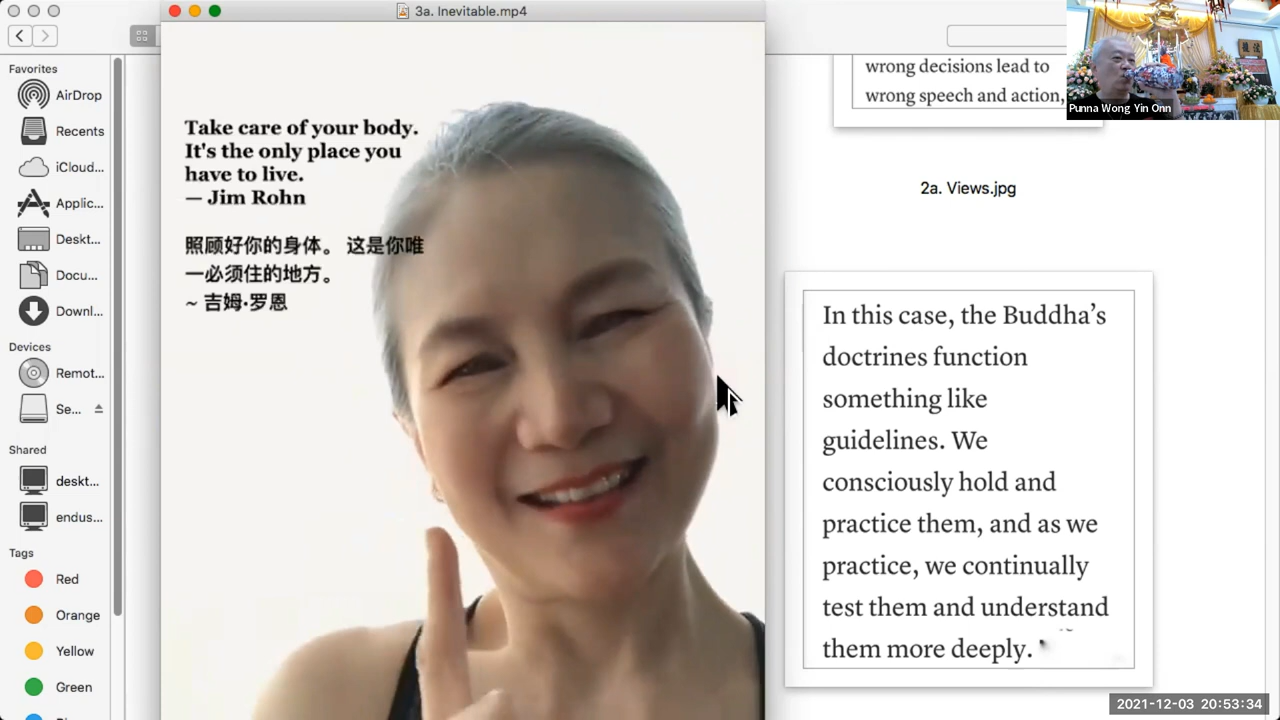 3a. Inevitable.mp4
Favorites
AirDrop
Recents
iCloud...
Applic...
Deskt...
Docu...
Downl...
Devices
Remot...
Se...
Shared
deskt...
endus...
Tags
Red
Orange
Yellow
Green
Take care of your body.
It's the only place you
have to live.
— Jim Rohn
照顾好你的身体。 这是你唯
一必须住的地方。
~ 吉姆·罗恩
wrong decisions lead to
wrong speech and action,
2a. Views.jpg
In this case, the Buddha’s
doctrines function
something like
guidelines. We
consciously hold and
practice them, and as we
practice, we continually
test them and understand
them more deeply.
Punna Wong Yin Onn
2021-12-03 20:53:34